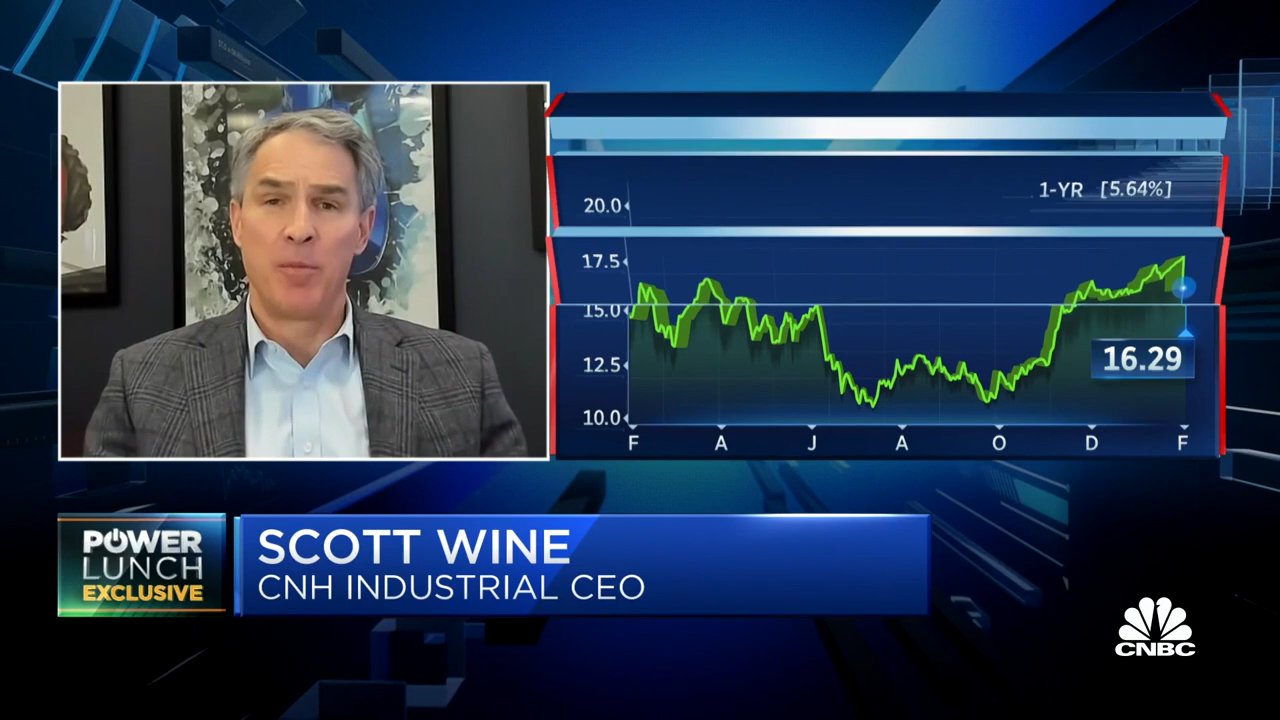 1-YR [5.64%]
20.0
17.5
15.0
12.5
10.0
16.29
F A J A O D F
POWER
LUNCH
EXCLUSIVE
SCOTT WINE
CNH INDUSTRIAL CEO
CNBC